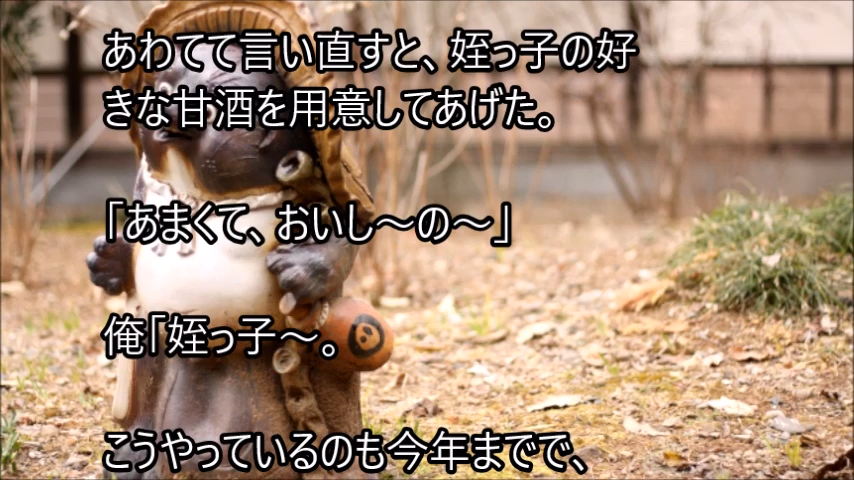 あわてて言い直すと、姪っ子の好
きな甘酒を用意してあげた。
「あまくて、おいし～の～」
俺「姪っ子～。
こうやっているのも今年までで、